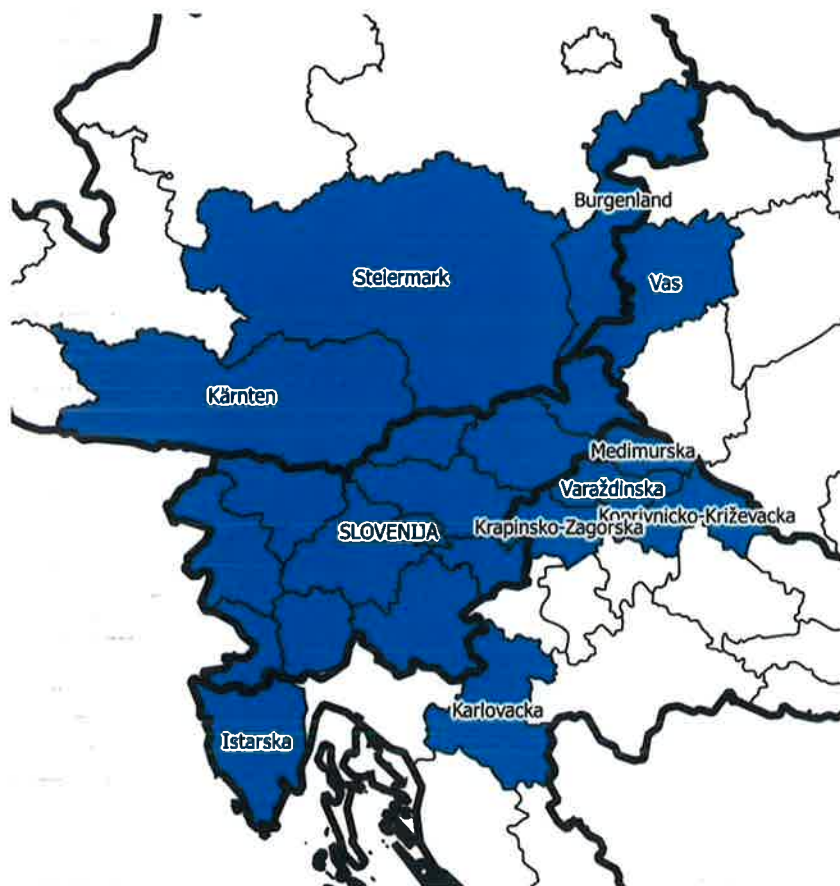 Burgenland
Steiermark
Vas
Kärnten
Medimurska
Varaždinska
Koprivnicko-Križevacka
Krapinsko-Zagorska
SLOVENIJA
Karlovacka
Istarska